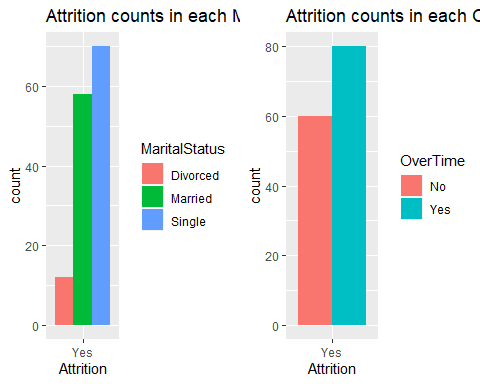 Attrition counts in each M
60
40
20
0
count
Yes
Attrition
MaritalStatus
Divorced
Married
Single
Attrition counts in each
80
60
40
20
0
count
Yes
Attrition
OverTime
No
Yes